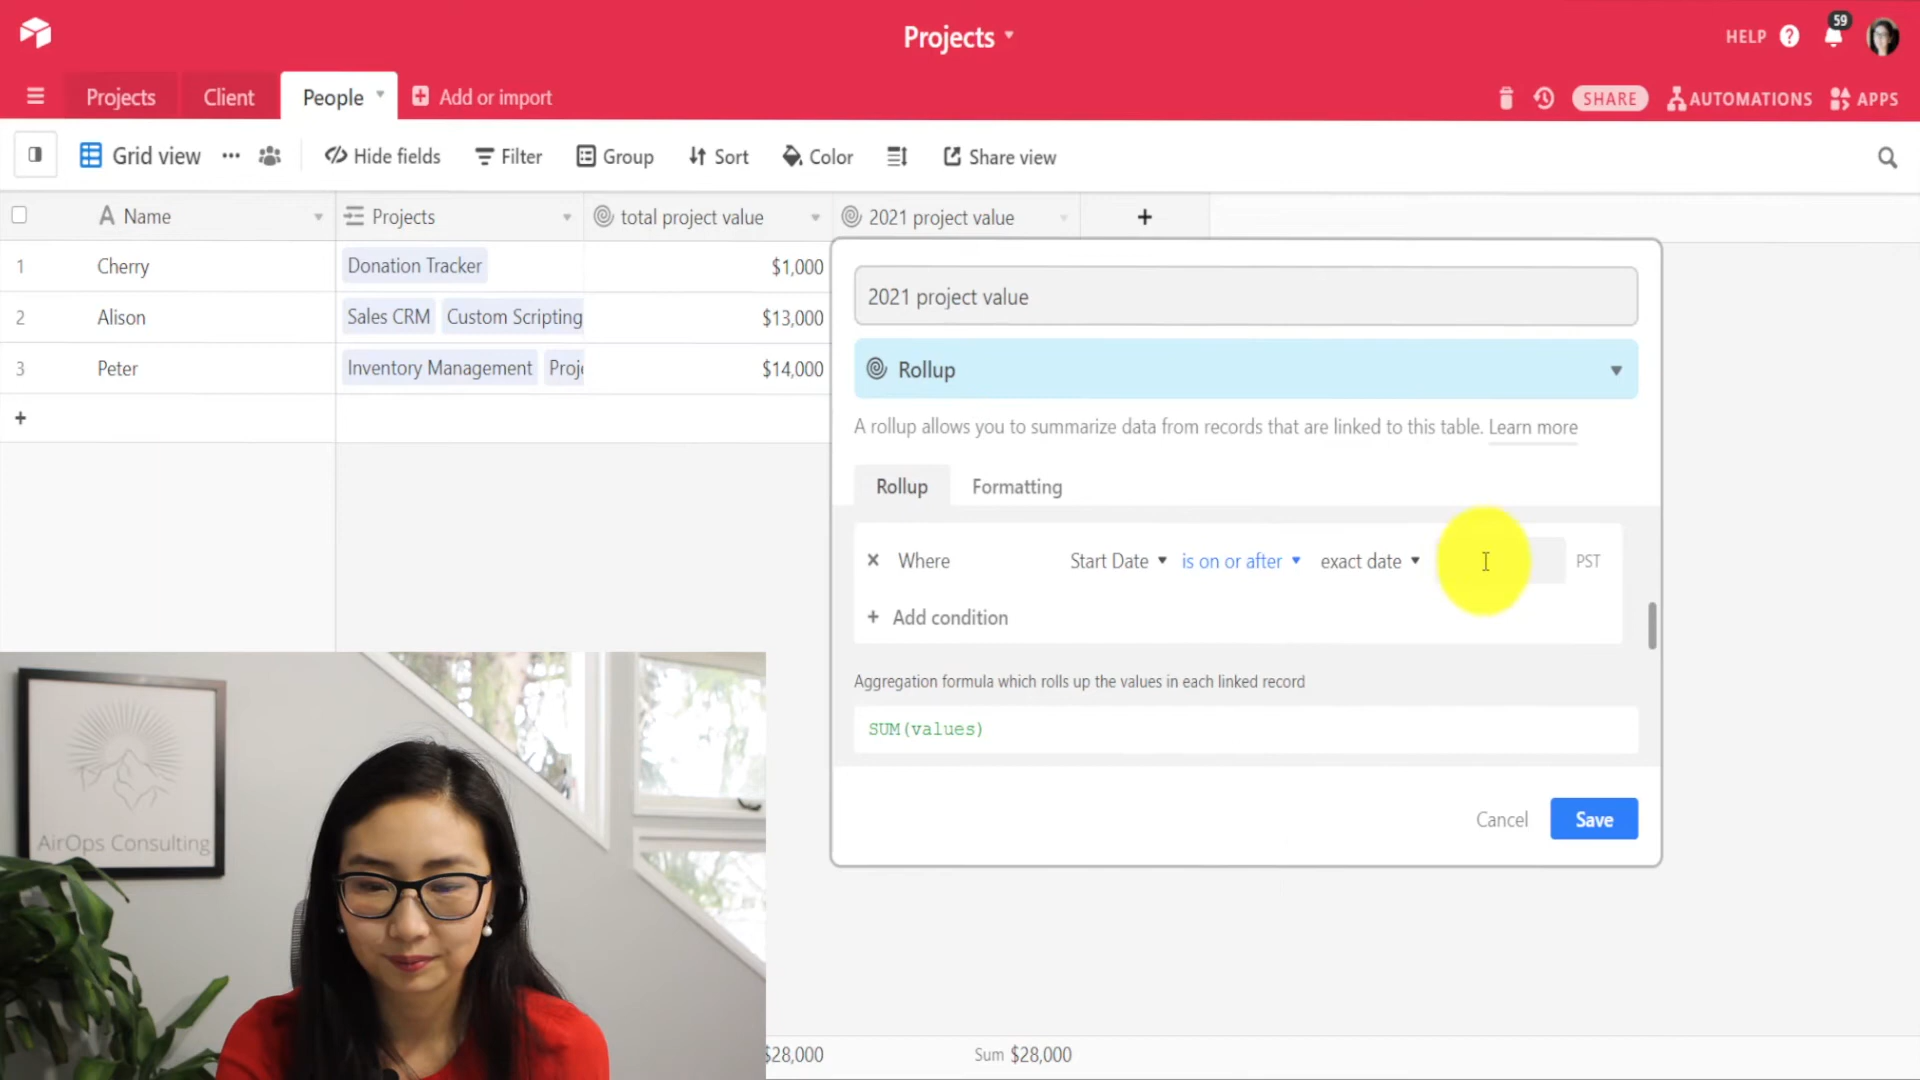 Projects
HELP ? 59
Projects Client People Add or import
SHARE AUTOMATIONS APPS
Grid view ... Hide fields Filter Group Sort Color Share view
A Name Projects total project value 2021 project value +
1 Cherry Donation Tracker $1,000
2 Alison Sales CRM Custom Scripting $13,000
3 Peter Inventory Management Proje $14,000
+
2021 project value
Rollup
A rollup allows you to summarize data from records that are linked to this table. Learn more
Rollup Formatting
× Where Start Date is on or after exact date PST
+ Add condition
Aggregation formula which rolls up the values in each linked record
SUM(values)
Cancel Save
AirOps Consulting
$28,000 Sum $28,000